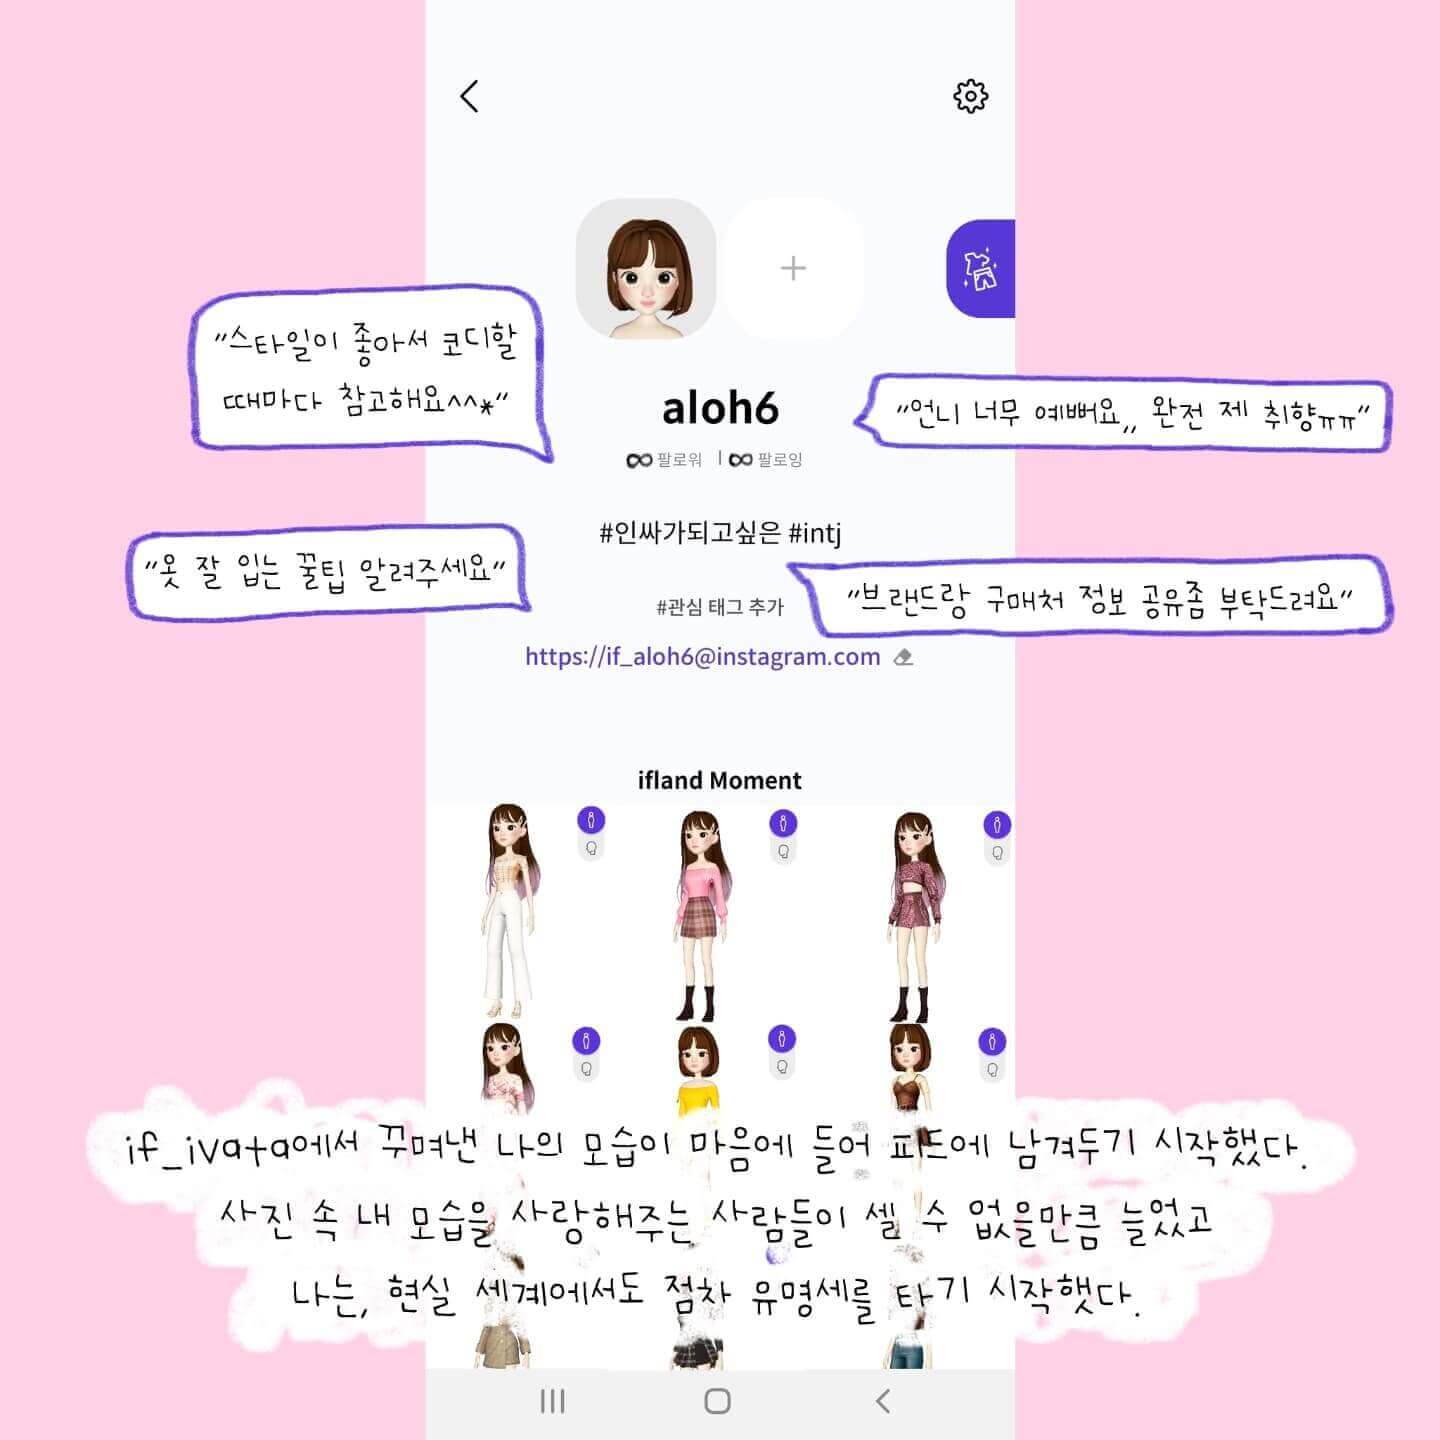 "스타일이 좋아서 코디할
때마다 참고해요^^*"
aloh6
∞ 팔로워 | ∞ 팔로잉
"언니 너무 예뻐요,, 완전 제 취향ㅠㅠ"
#인싸가되고싶은 #intj
"옷 잘 입는 꿀팁 알려주세요"
#관심 태그 추가
"브랜드랑 구매처 정보 공유좀 부탁드려요"
https://if_aloh6@instagram.com
ifland Moment
if_ivata에서 꾸며낸 나의 모습이 마음에 들어 피드에 남겨두기 시작했다.
사진 속 내 모습을 사랑해주는 사람들이 셀 수 없을만큼 늘었고
나는, 현실 세계에서도 점차 유명세를 타기 시작했다.